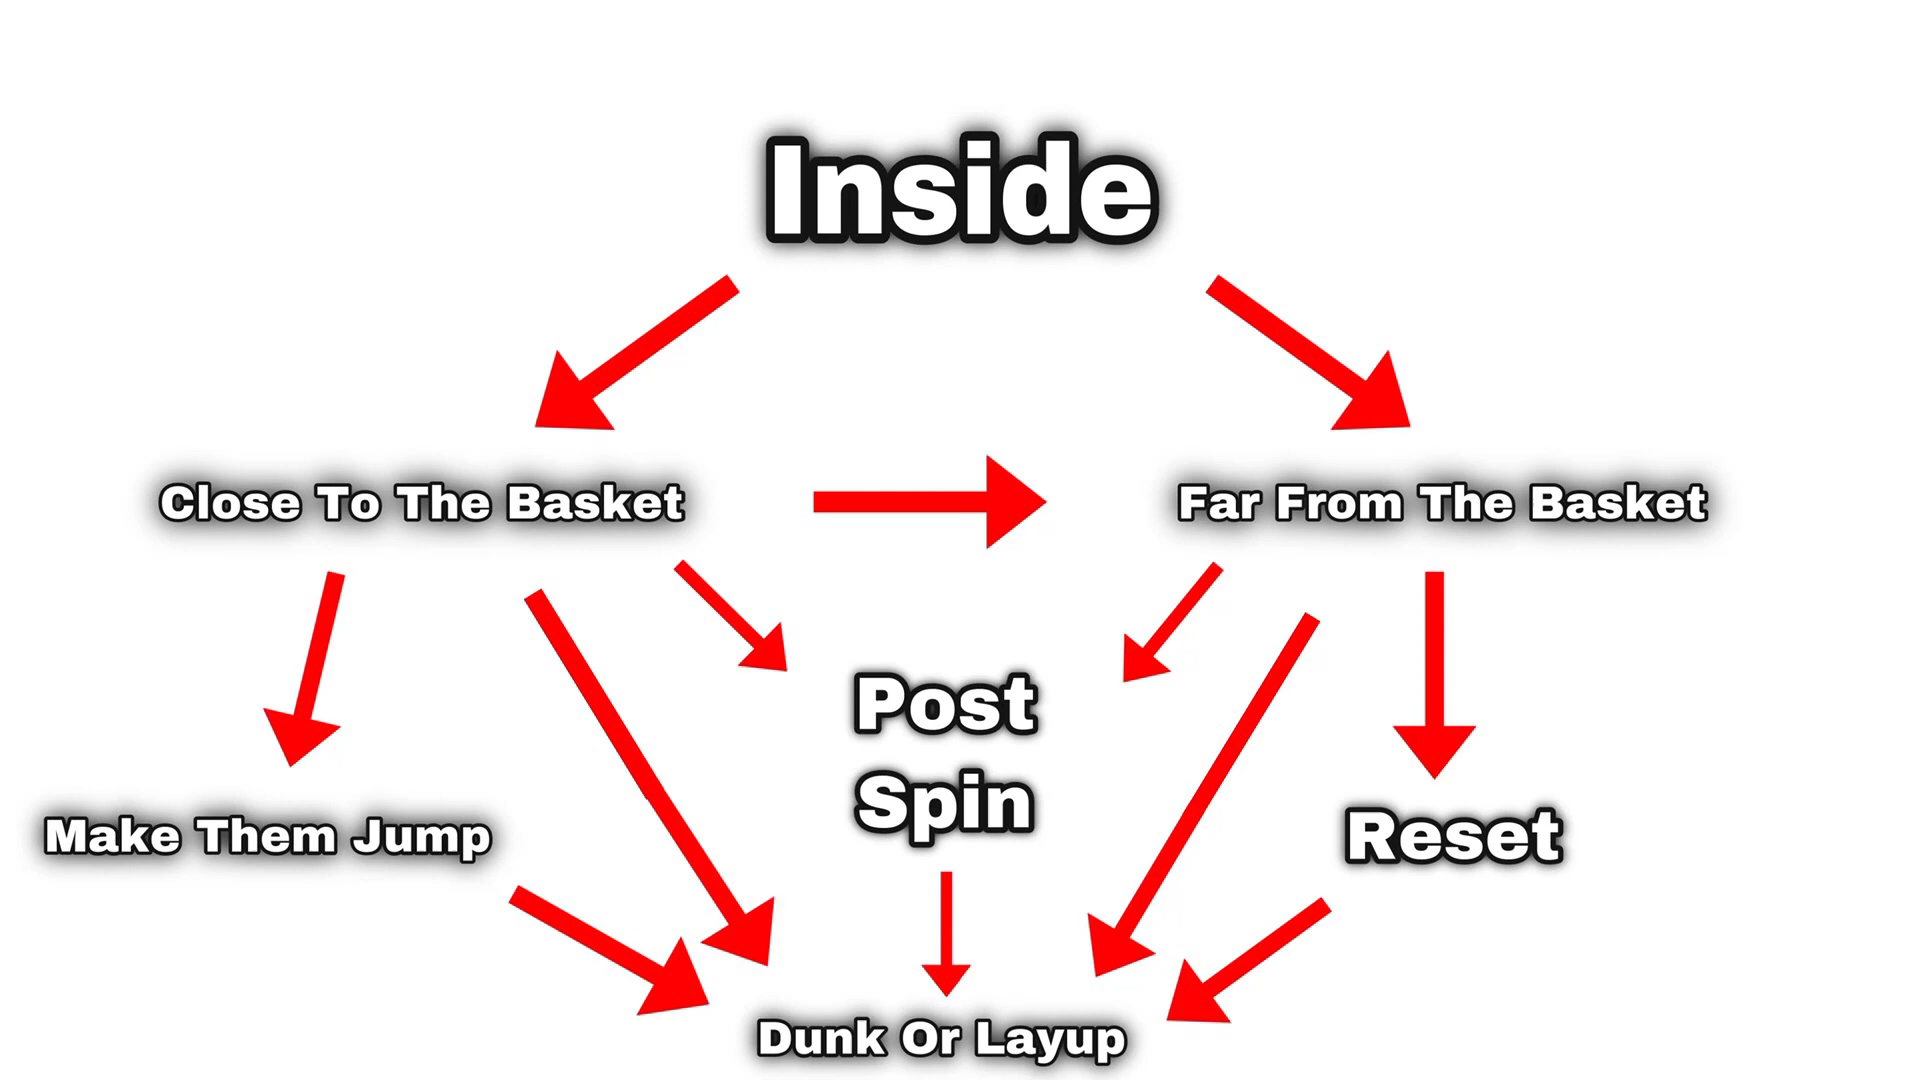 Inside
Close To The Basket
Far From The Basket
Post
Spin
Make Them Jump
Reset
Dunk Or Layup